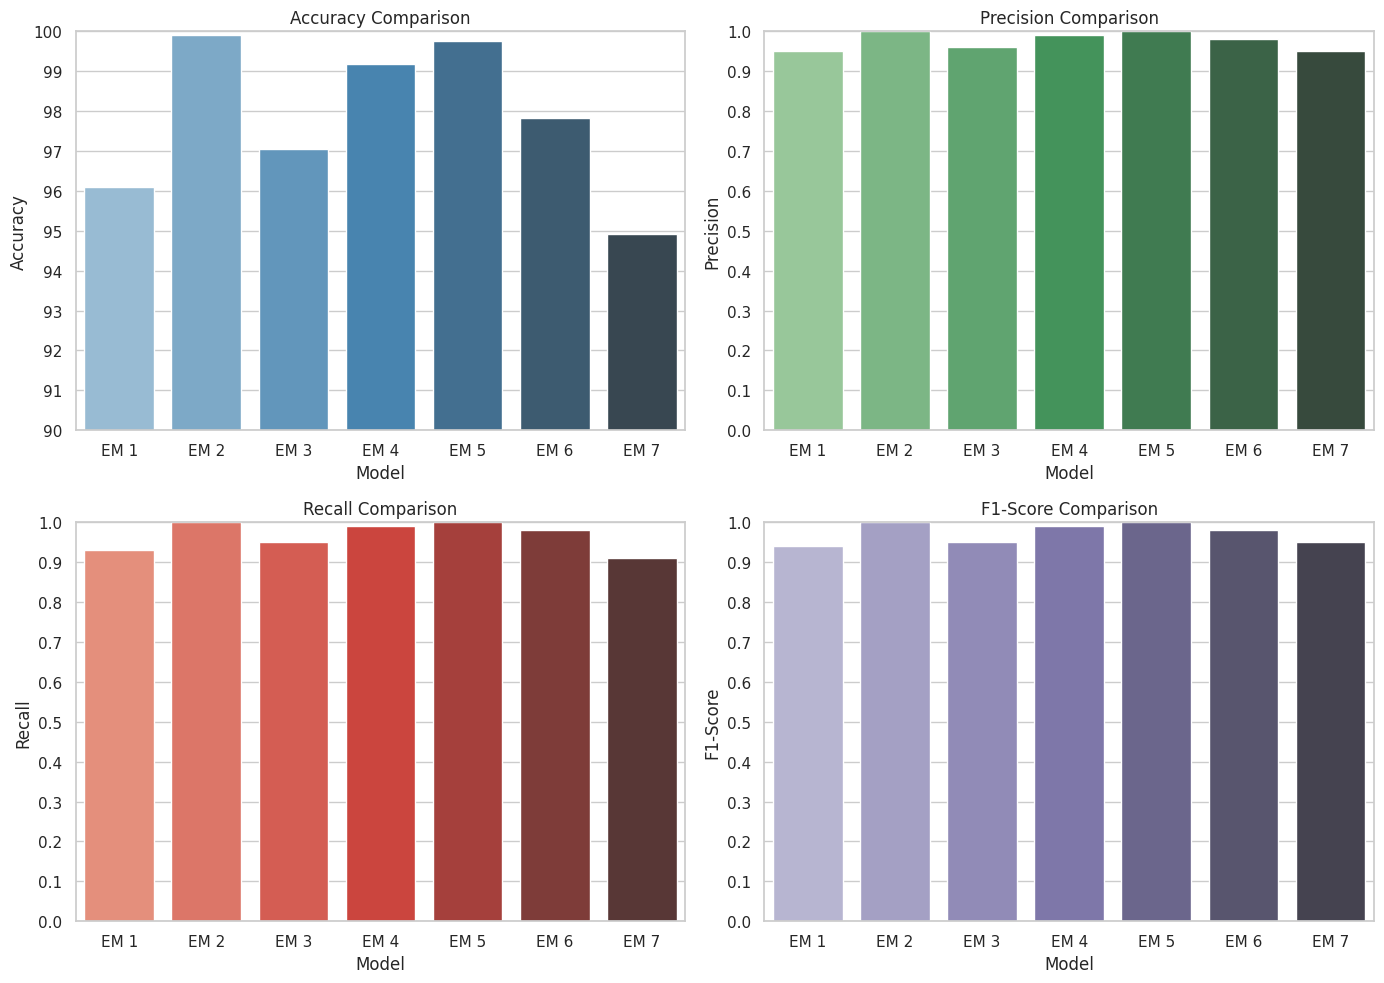 Accuracy Comparison
100
99
98
97
96
95
94
93
92
91
90
Accuracy
EM 1 EM 2 EM 3 EM 4 EM 5 EM 6 EM 7
Model
Precision Comparison
1.0
0.9
0.8
0.7
0.6
0.5
0.4
0.3
0.2
0.1
0.0
Precision
EM 1 EM 2 EM 3 EM 4 EM 5 EM 6 EM 7
Model
Recall Comparison
1.0
0.9
0.8
0.7
0.6
0.5
0.4
0.3
0.2
0.1
0.0
Recall
EM 1 EM 2 EM 3 EM 4 EM 5 EM 6 EM 7
Model
F1-Score Comparison
1.0
0.9
0.8
0.7
0.6
0.5
0.4
0.3
0.2
0.1
0.0
F1-Score
EM 1 EM 2 EM 3 EM 4 EM 5 EM 6 EM 7
Model